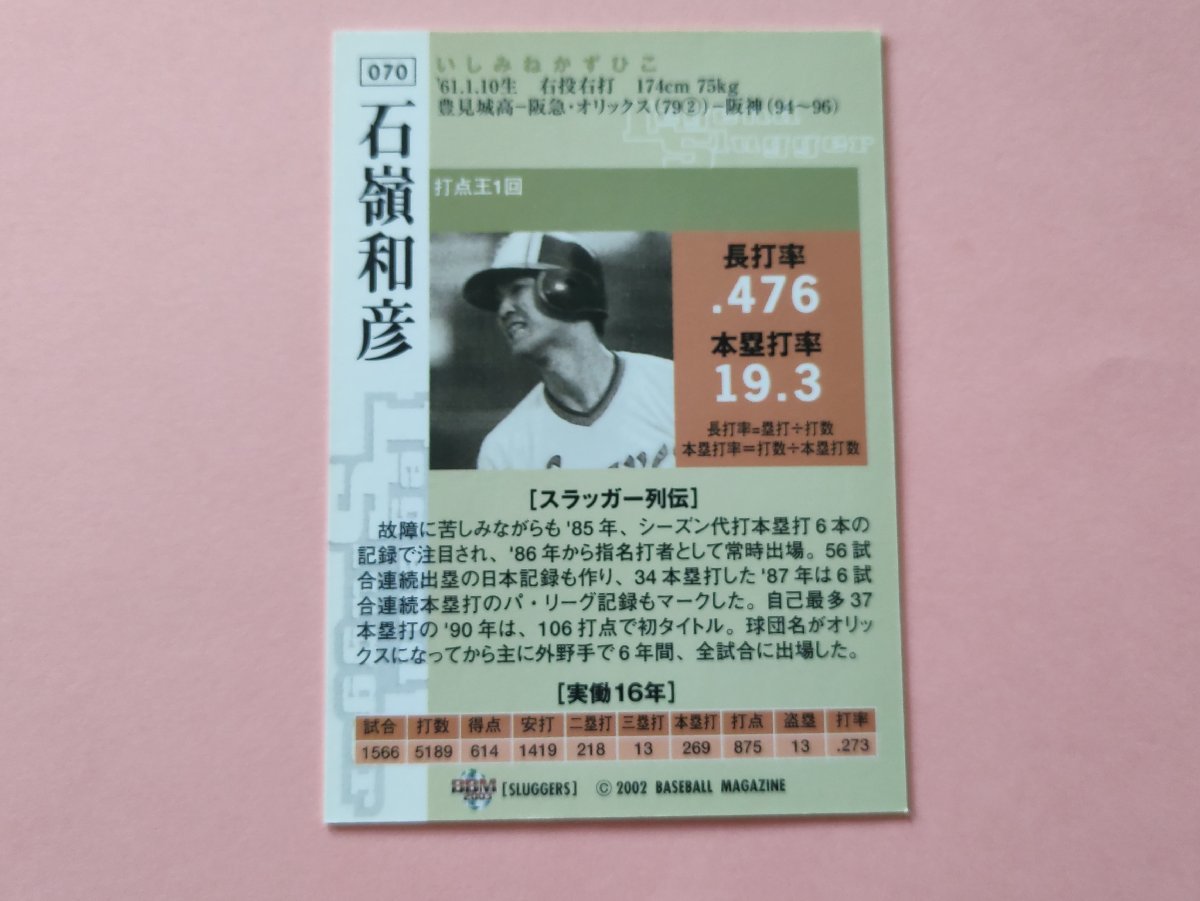 070
石嶺和彦
いしみねかずひこ
'61.1.10生 右投右打 174cm 75kg
豊見城高−阪急・オリックス(79②)−阪神(94〜96)
Legend
Slugger
打点王1回
長打率
.476
本塁打率
19.3
長打率=塁打÷打数
本塁打率=打数÷本塁打数
[スラッガー列伝]
故障に苦しみながらも'85年、シーズン代打本塁打6本の
記録で注目され、'86年から指名打者として常時出場。56試
合連続出塁の日本記録も作り、34本塁打した'87年は6試
合連続本塁打のパ・リーグ記録もマークした。自己最多37
本塁打の'90年は、106打点で初タイトル。球団名がオリッ
クスになってから主に外野手で6年間、全試合に出場した。
[実働16年]
試合 打数 得点 安打 二塁打 三塁打 本塁打 打点 盗塁 打率
1566 5189 614 1419 218 13 269 875 13 .273
BBM 2003 [SLUGGERS] © 2002 BASEBALL MAGAZINE